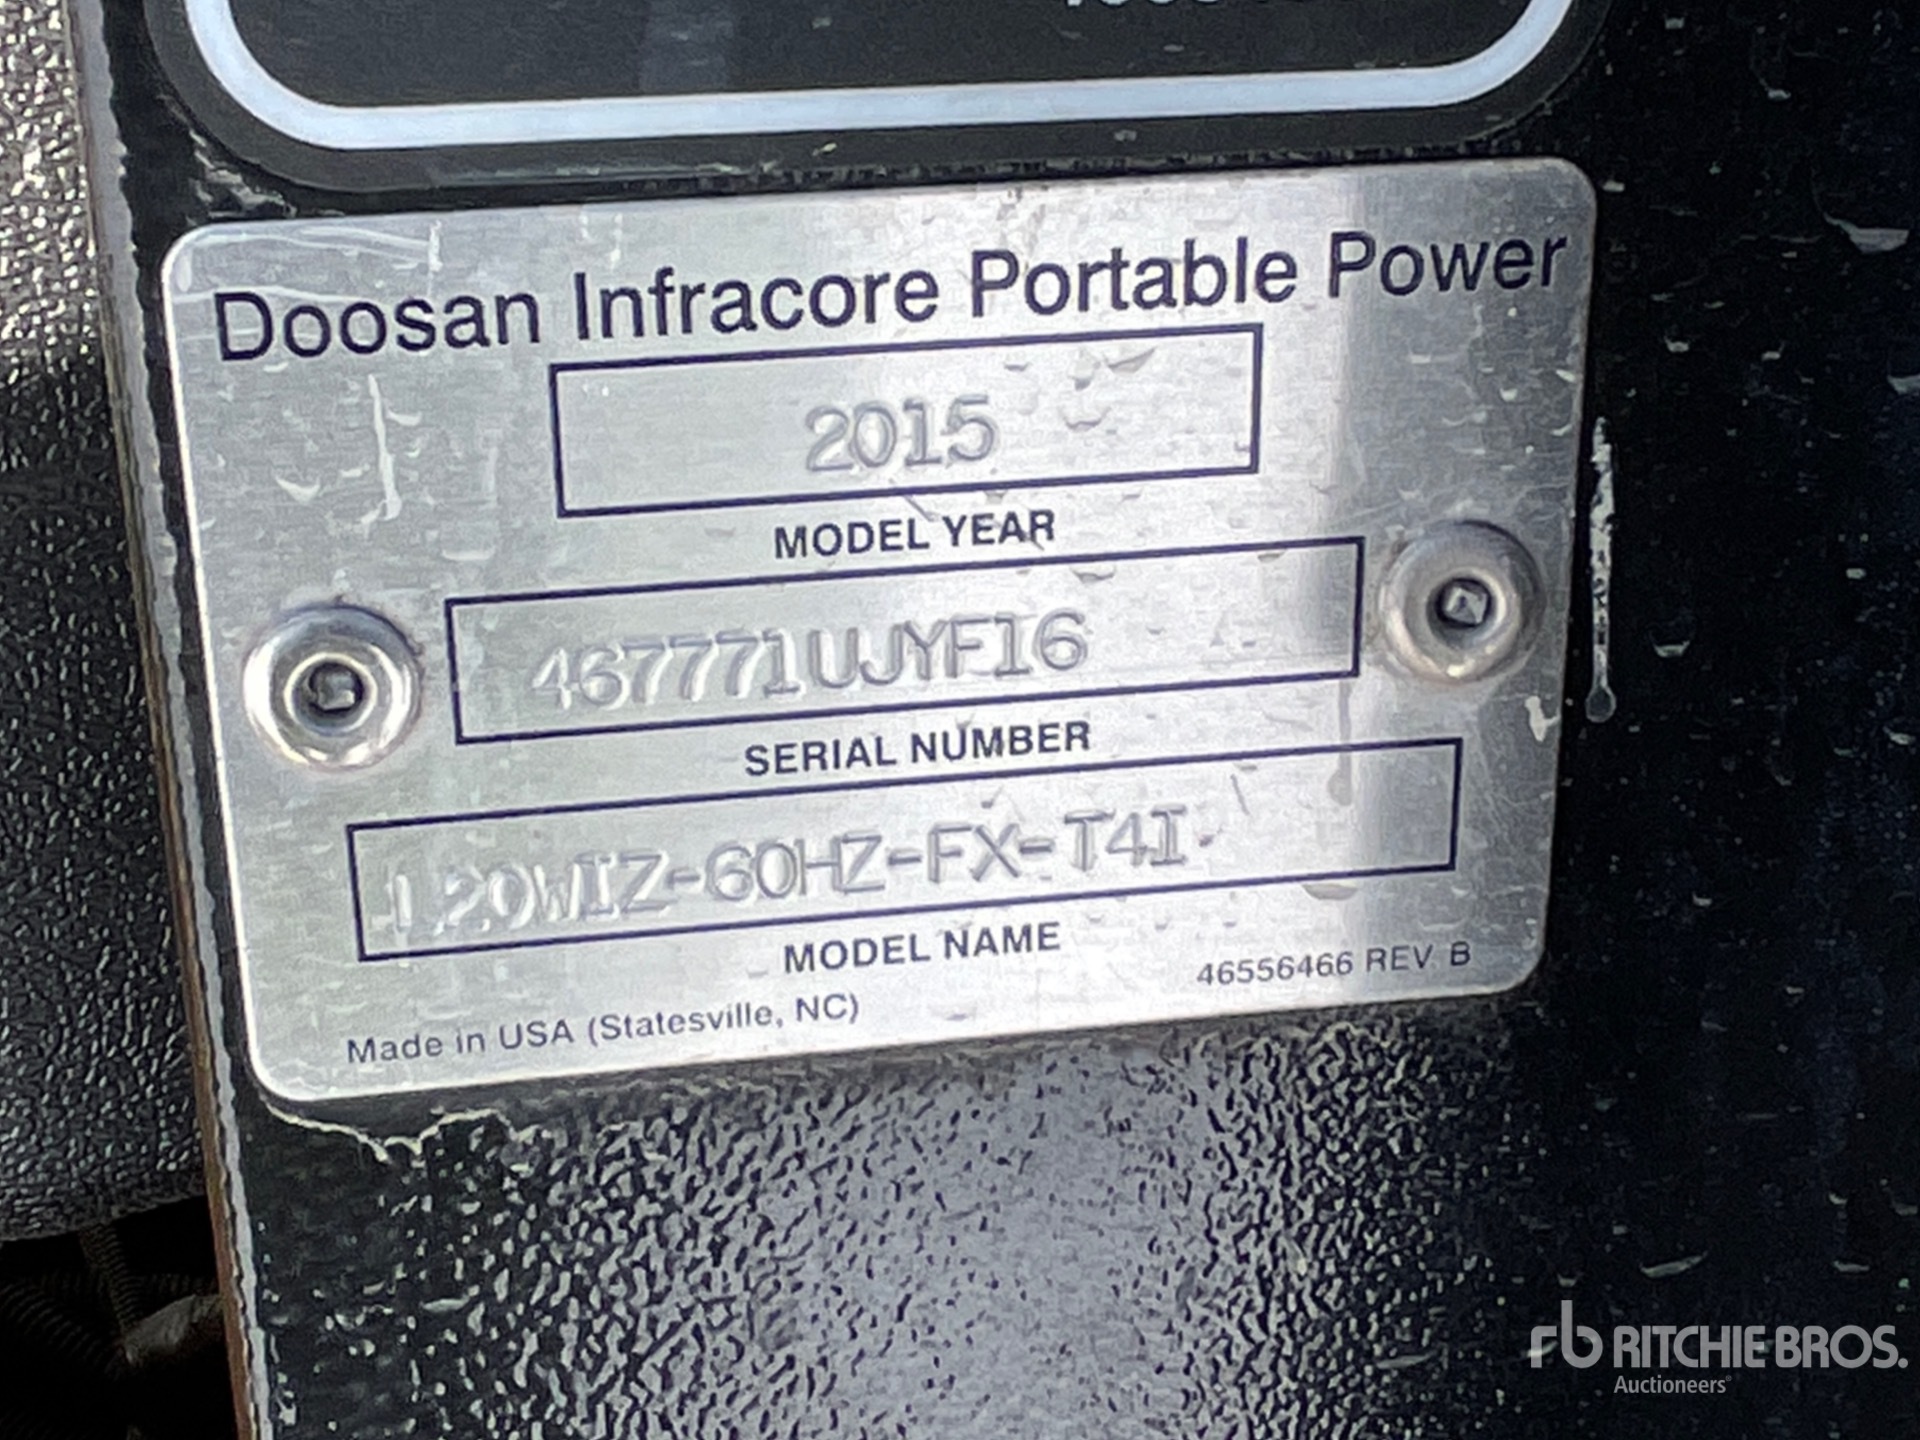 Doosan Infracore Portable Power
2015
MODEL YEAR
467771UJYF16
SERIAL NUMBER
120WIZ-60HZ-FX-T4I
MODEL NAME
46556466 REV B
Made in USA (Statesville, NC)
rb RITCHIE BROS.
Auctioneers®